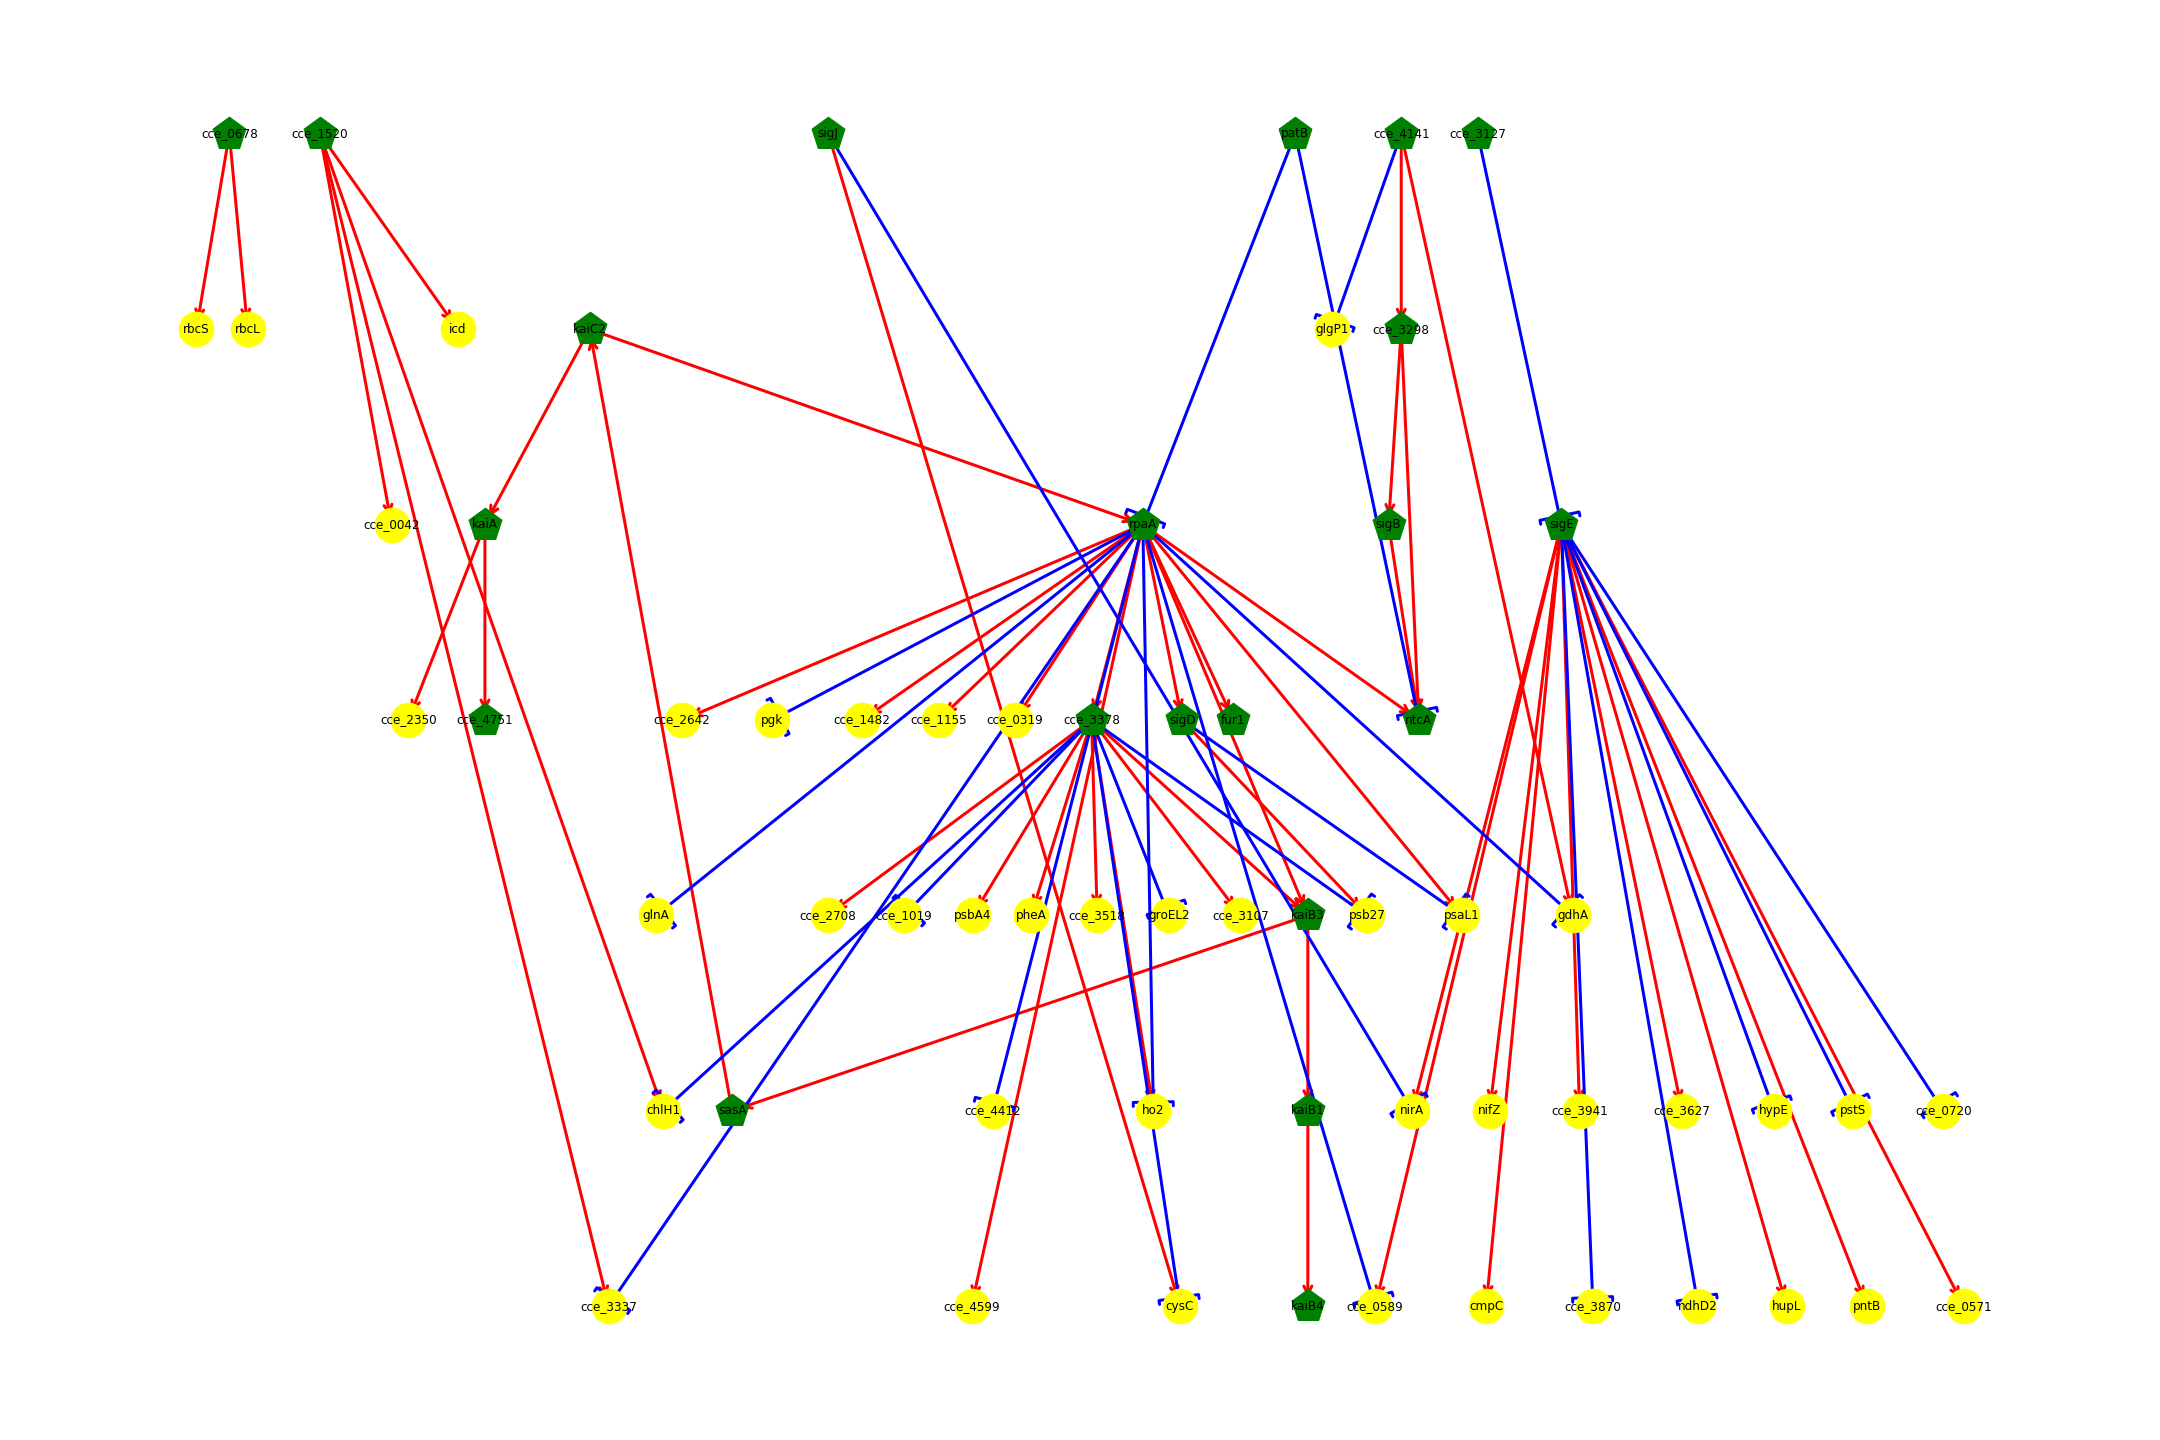 cce_0678
cce_1520
sigJ
patB
cce_4141
cce_3127
rbcS
rbcL
icd
kaiC2
glgP1
cce_3298
cce_0042
kaiA
rpaA
sigB
sigE
cce_2350
cce_4751
cce_2642
pgk
cce_1482
cce_1155
cce_0319
cce_3378
sigD
fur1
ntcA
glnA
cce_2708
cce_1019
psbA4
pheA
cce_3518
groEL2
cce_3107
kaiB3
psb27
psaL1
gdhA
chlH1
sasA
cce_4412
ho2
kaiB1
nirA
nifZ
cce_3941
cce_3627
hypE
pstS
cce_0720
cce_3337
cce_4599
cysC
kaiB4
cce_0589
cmpC
cce_3870
ndhD2
hupL
pntB
cce_0571